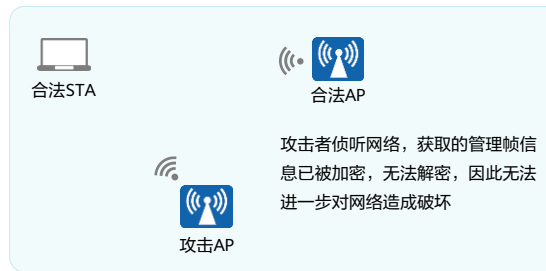 合法STA
合法AP
攻击者侦听网络，获取的管理帧信
息已被加密，无法解密，因此无法
进一步对网络造成破坏
攻击AP